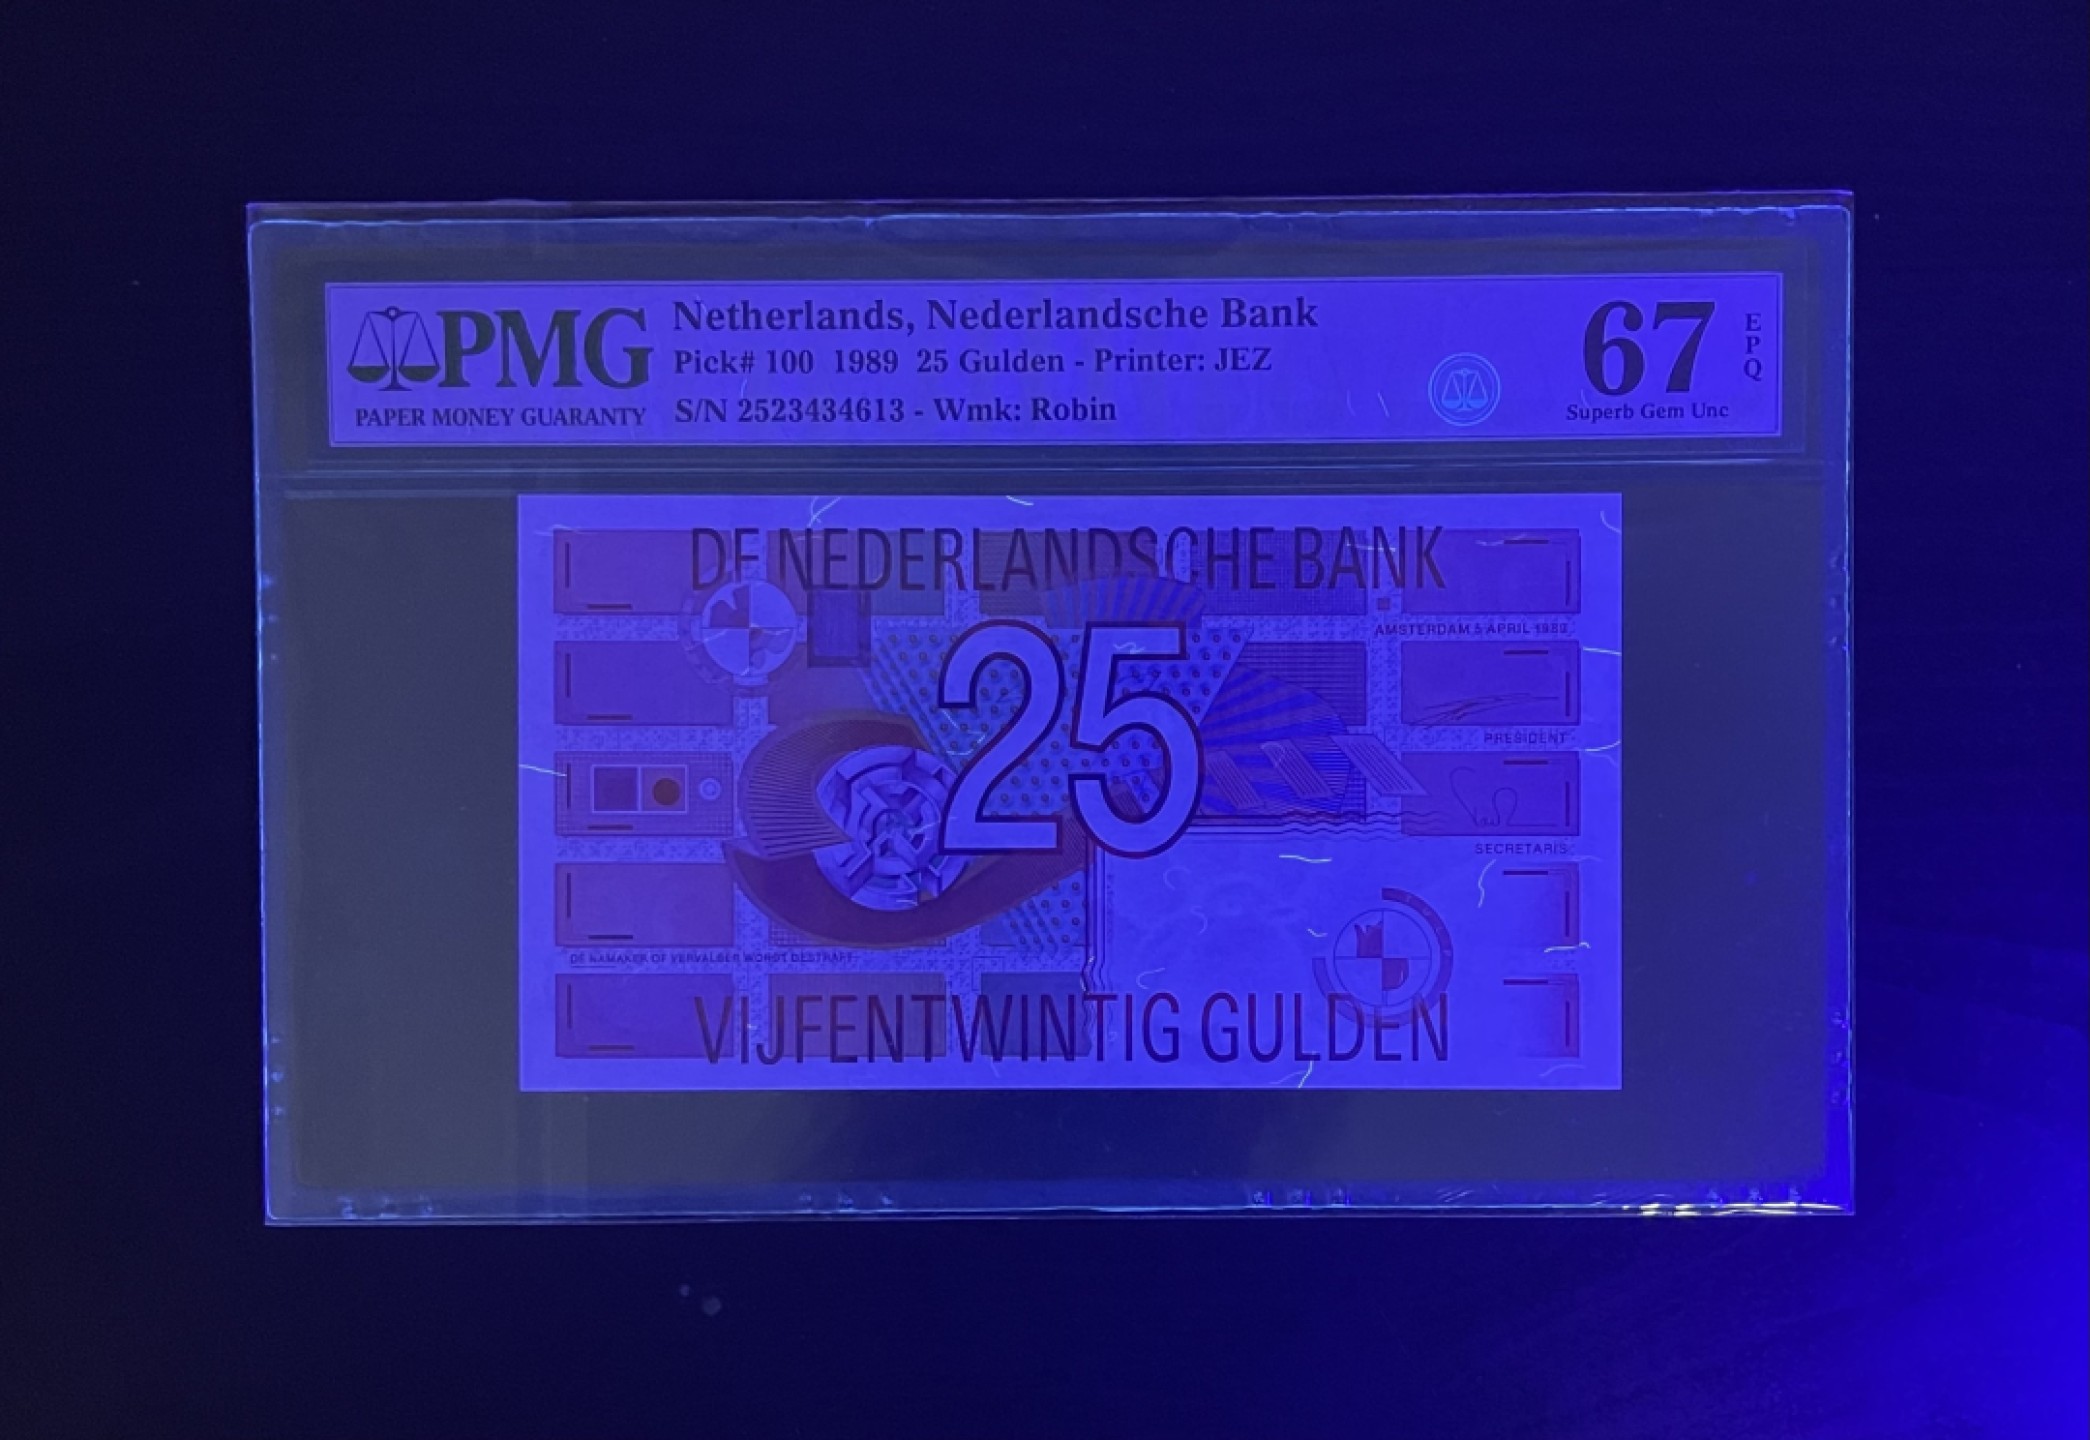 PMG
PAPER MONEY GUARANTY
Netherlands, Nederlandsche Bank
Pick# 100 1989 25 Gulden - Printer: JEZ
S/N 2523434613 - Wmk: Robin
67
EPQ
Superb Gem Unc
DE NEDERLANDSCHE BANK
AMSTERDAM 5 APRIL 1989
25
PRESIDENT
SECRETARIS
DE NAMAKER OF VERVALSER WORDT GESTRAFT
VIJFENTWINTIG GULDEN